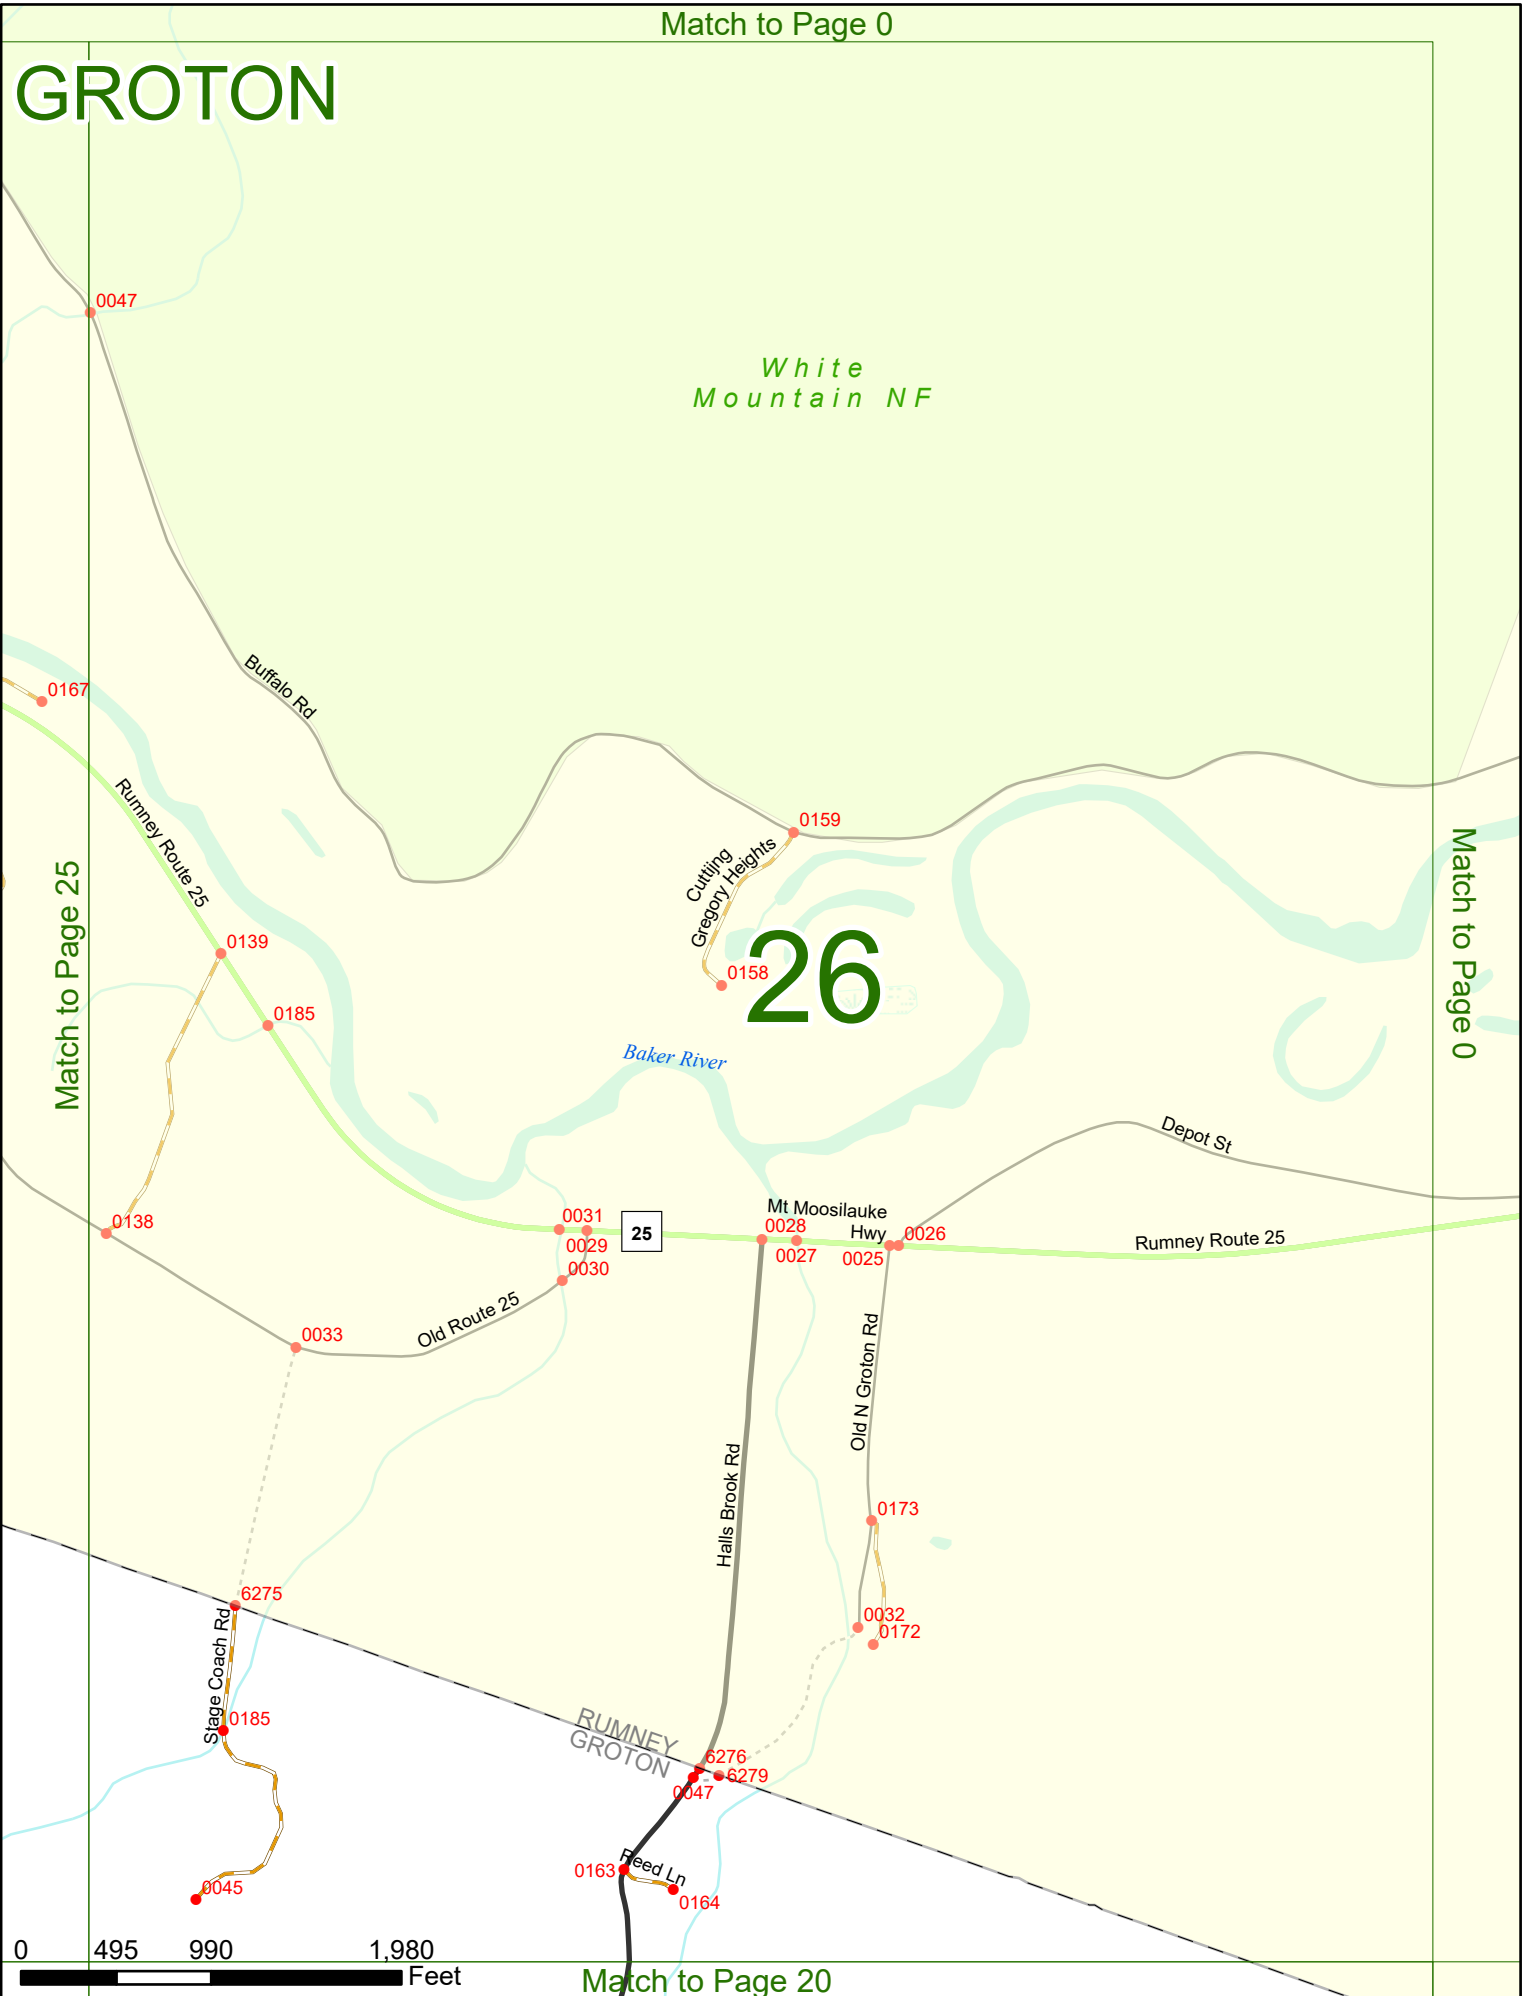 Match to Page 0
GROTON
0047
White
Mountain NF
Buffalo Rd
0167
Rumney Route 25
0159
Cuttijng
Gregory Heights
Match to Page 25
Match to Page 0
0139
26
0158
0185
Baker River
Depot St
Mt Moosilauke
Hwy
0138
0031
25
0028
0026
0029
0027
0025
Rumney Route 25
0030
Old Route 25
0033
Old N Groton Rd
Halls Brook Rd
0173
6275
0032
0172
Stage Coach Rd
0185
RUMNEY
GROTON
6276
6279
0047
Reed Ln
0163
0164
0045
0 495 990 1,980
Feet
Match to Page 20